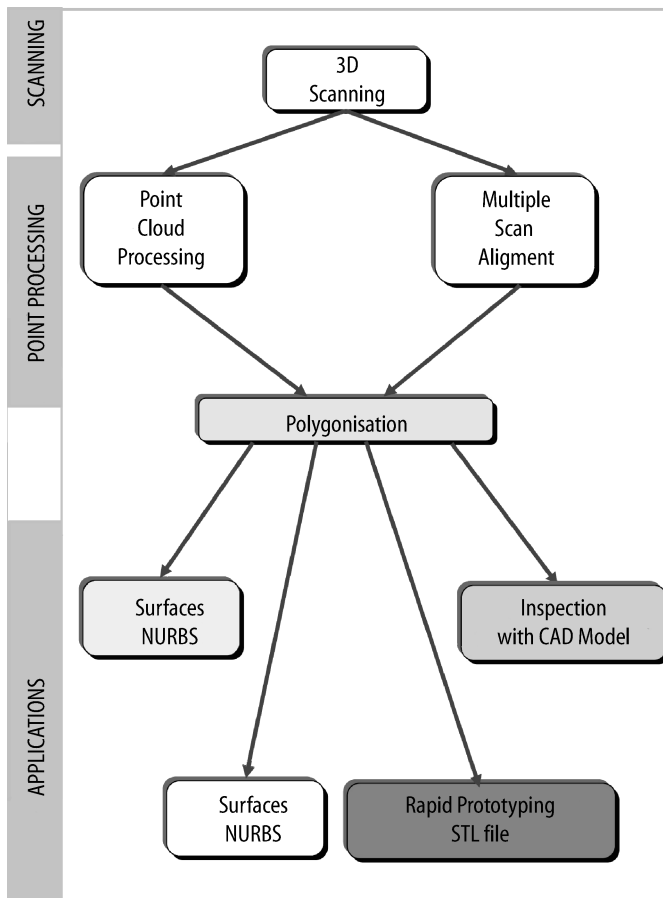 SCANNING
3D
Scanning
POINT PROCESSING
Point
Cloud
Processing
Multiple
Scan
Aligment
Polygonisation
APPLICATIONS
Surfaces
NURBS
Inspection
with CAD Model
Surfaces
NURBS
Rapid Prototyping
STL file